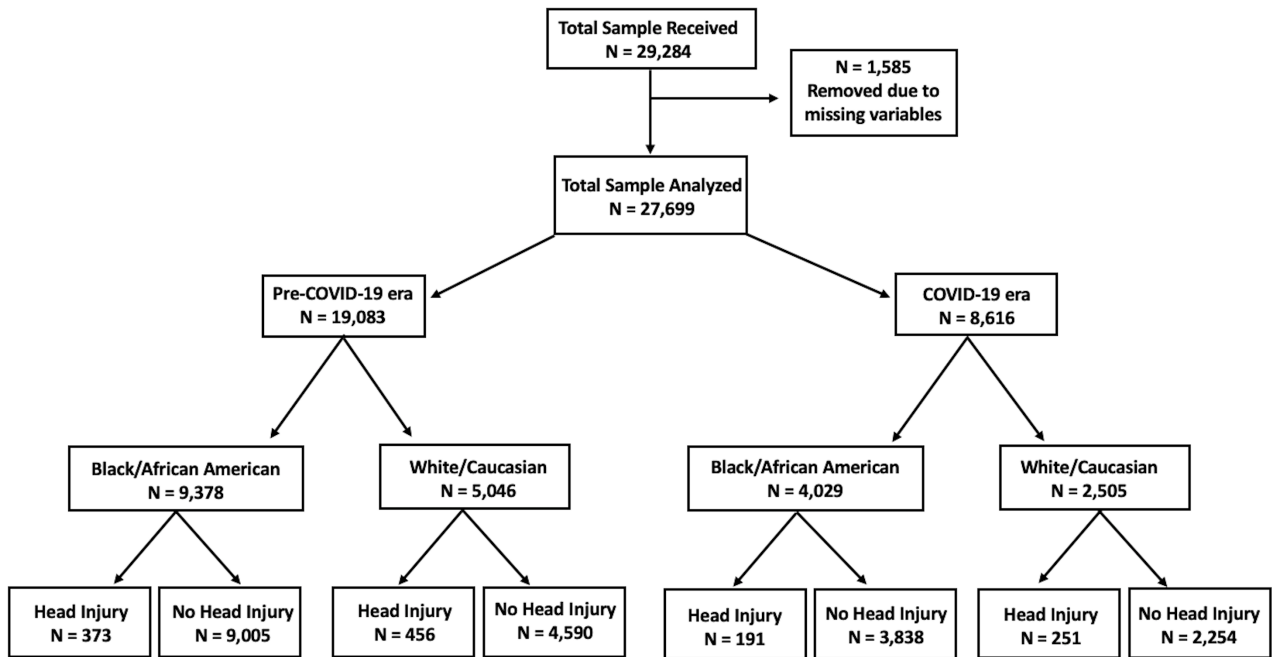 Total Sample Received
N = 29,284
N = 1,585
Removed due to
missing variables
Total Sample Analyzed
N = 27,699
Pre-COVID-19 era
N = 19,083
COVID-19 era
N = 8,616
Black/African American
N = 9,378
White/Caucasian
N = 5,046
Black/African American
N = 4,029
White/Caucasian
N = 2,505
Head Injury
N = 373
No Head Injury
N = 9,005
Head Injury
N = 456
No Head Injury
N = 4,590
Head Injury
N = 191
No Head Injury
N = 3,838
Head Injury
N = 251
No Head Injury
N = 2,254